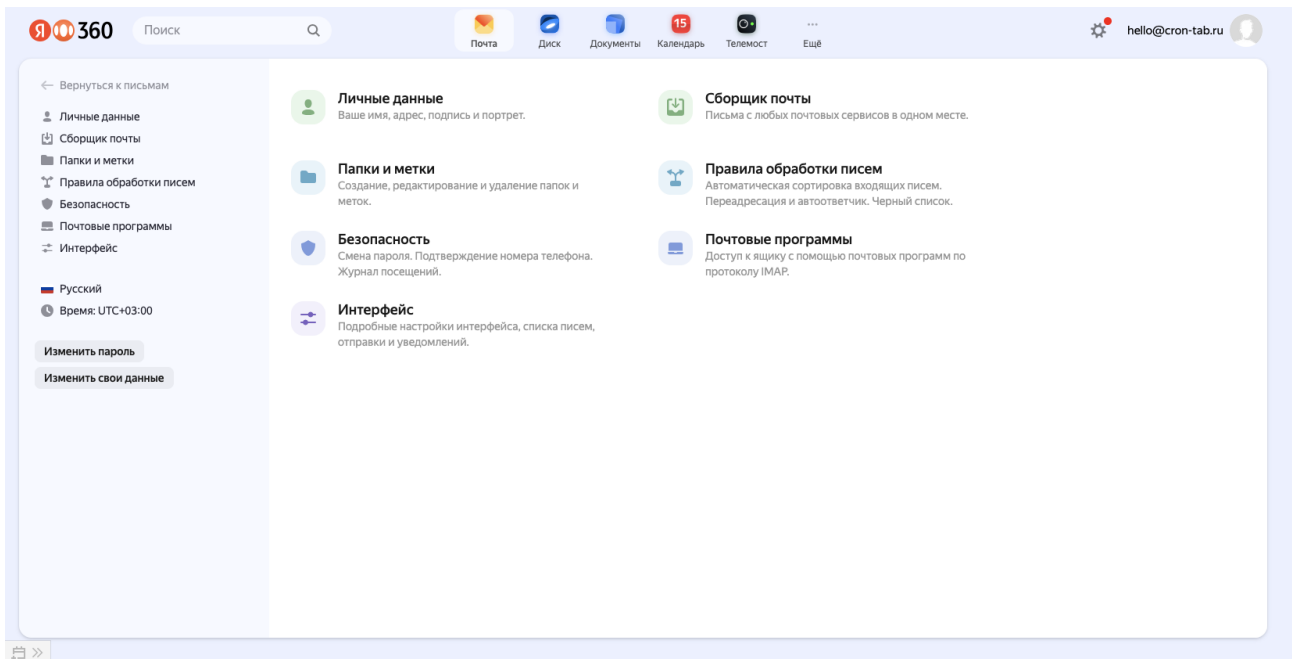 Я 360
Поиск
Почта
Диск
Документы
15
Календарь
Телемост
Ещё
hello@cron-tab.ru
Вернуться к письмам
Личные данные
Сборщик почты
Папки и метки
Правила обработки писем
Безопасность
Почтовые программы
Интерфейс
Русский
Время: UTC+03:00
Изменить пароль
Изменить свои данные
Личные данные
Ваше имя, адрес, подпись и портрет.
Сборщик почты
Письма с любых почтовых сервисов в одном месте.
Папки и метки
Создание, редактирование и удаление папок и
меток.
Правила обработки писем
Автоматическая сортировка входящих писем.
Переадресация и автоответчик. Черный список.
Безопасность
Смена пароля. Подтверждение номера телефона.
Журнал посещений.
Почтовые программы
Доступ к ящику с помощью почтовых программ по
протоколу IMAP.
Интерфейс
Подробные настройки интерфейса, списка писем,
отправки и уведомлений.